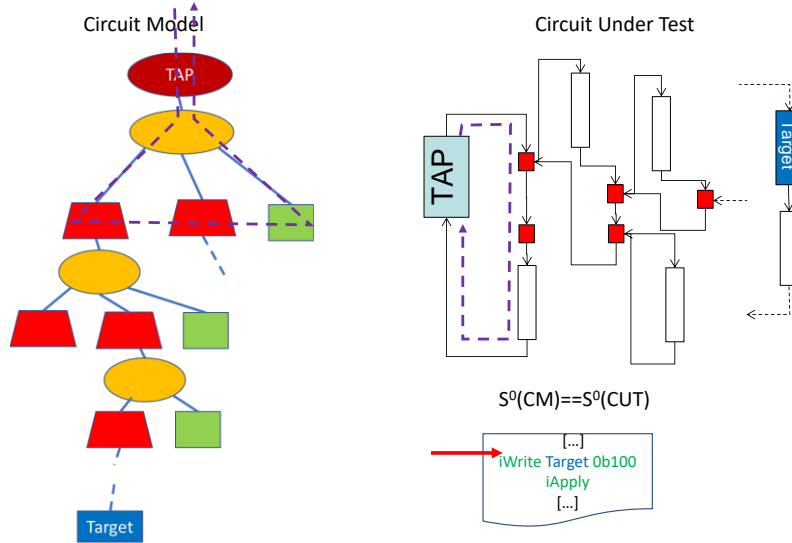 Circuit Model
TAP
Target
Circuit Under Test
TAP
Target
S⁰(CM)==S⁰(CUT)
[...]
iWrite Target 0b100
iApply
[...]